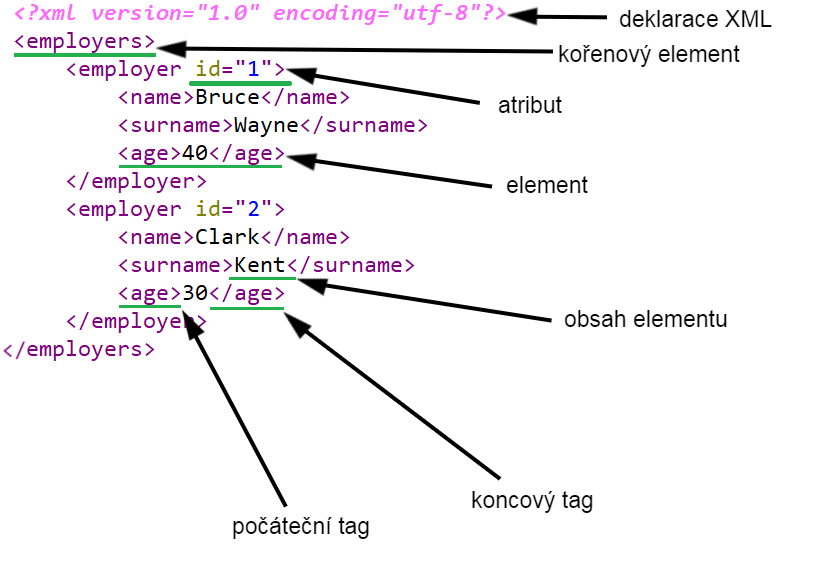 <?xml version="1.0" encoding="utf-8"?> deklarace XML
<employers> kořenový element
<employer id="1"> atribut
<name>Bruce</name>
<surname>Wayne</surname>
<age>40</age> element
</employer>
<employer id="2">
<name>Clark</name>
<surname>Kent</surname>
<age>30</age> obsah elementu
</employer>
</employers>
koncový tag
počáteční tag